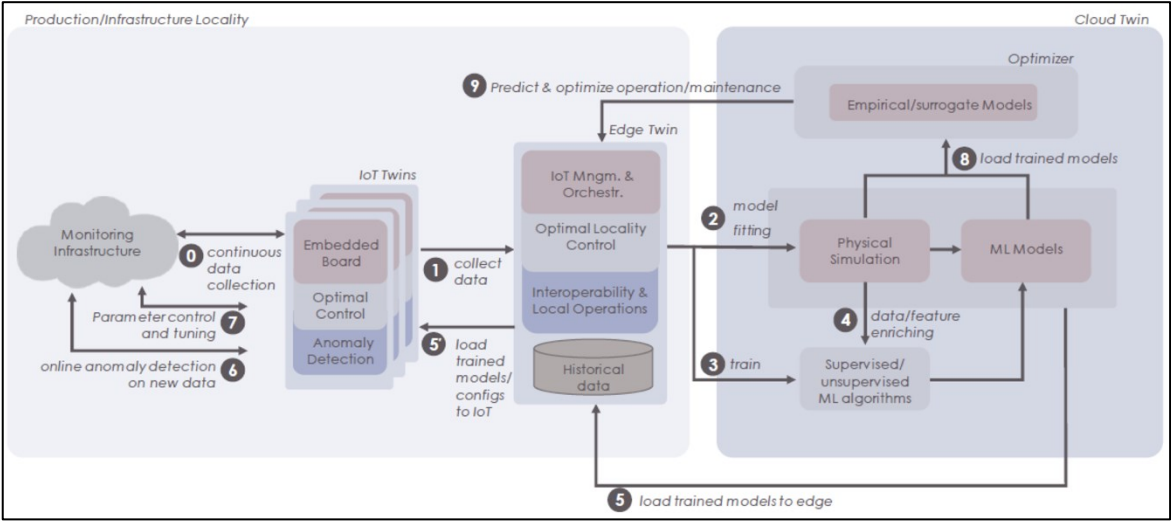 Production/Infrastructure Locality
Cloud Twin
Optimizer
9 Predict & optimize operation/maintenance
Empirical/surrogate Models
Edge Twin
8 load trained models
IoT Twins
IoT Mngm. &
Orchestr.
2 model
fitting
Monitoring
Infrastructure
0 continuous
data
collection
Embedded
Board
1 collect
data
Optimal Locality
Control
Physical
Simulation
ML Models
Parameter control
and tuning 7
Optimal
Control
Interoperability &
Local Operations
4 data/feature
enriching
online anomaly detection
on new data 6
Anomaly
Detection
5' load
trained
models/
configs
to IoT
Historical
data
3 train
Supervised/
unsupervised
ML algorithms
5 load trained models to edge